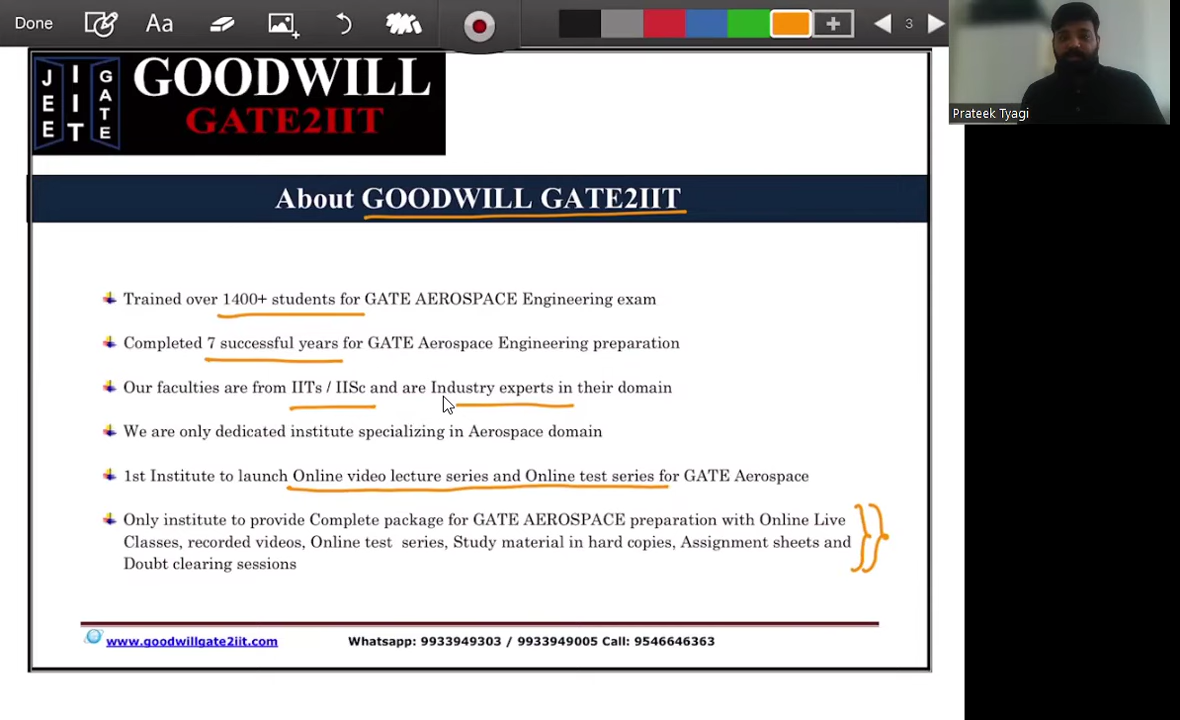 Done
Aa
3
Prateek Tyagi
JEE IIT GATE
GOODWILL
GATE2IIT
About GOODWILL GATE2IIT
Trained over 1400+ students for GATE AEROSPACE Engineering exam
Completed 7 successful years for GATE Aerospace Engineering preparation
Our faculties are from IITs / IISc and are Industry experts in their domain
We are only dedicated institute specializing in Aerospace domain
1st Institute to launch Online video lecture series and Online test series for GATE Aerospace
Only institute to provide Complete package for GATE AEROSPACE preparation with Online Live
Classes, recorded videos, Online test series, Study material in hard copies, Assignment sheets and
Doubt clearing sessions
www.goodwillgate2iit.com Whatsapp: 9933949303 / 9933949005 Call: 9546646363